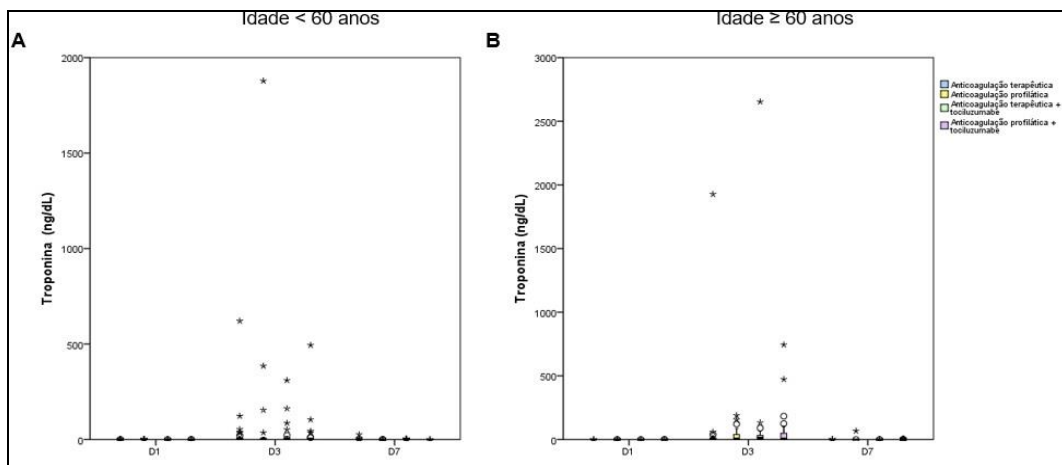 Idade < 60 anos
A
2000
1500
1000
500
0
Troponina (ng/dL)
D1
D3
D7
Idade ≥ 60 anos
B
3000
2500
2000
1500
1000
500
0
Troponina (ng/dL)
D1
D3
D7
Anticoagulação terapêutica
Anticoagulação profilática
Anticoagulação terapêutica +
tociluzumabe
Anticoagulação profilática +
tociluzumabe